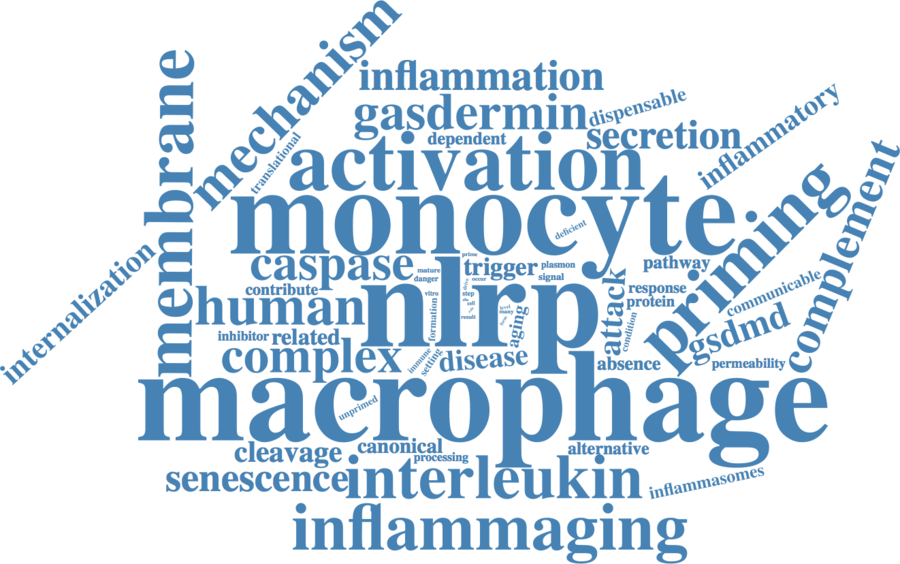 mechanism
membrane
inflammation
gasdermin
dispensable
inflammatory
dependent
secretion
translational
activation
complement
monocyte
deficient
priming
internalization
caspase
prime
trigger
plasmon
pathway
mature
danger
occur
signal
nlrp
contribute
human
vitro
step
response
protein
communicable
attack
formation
cell
many
result
aging
condition
gsdmd
inhibitor
related
complex
immune
setting
disease
absence
permeability
macrophage
unprimed
cleavage
canonical
processing
alternative
senescence
interleukin
inflammasomes
inflammaging